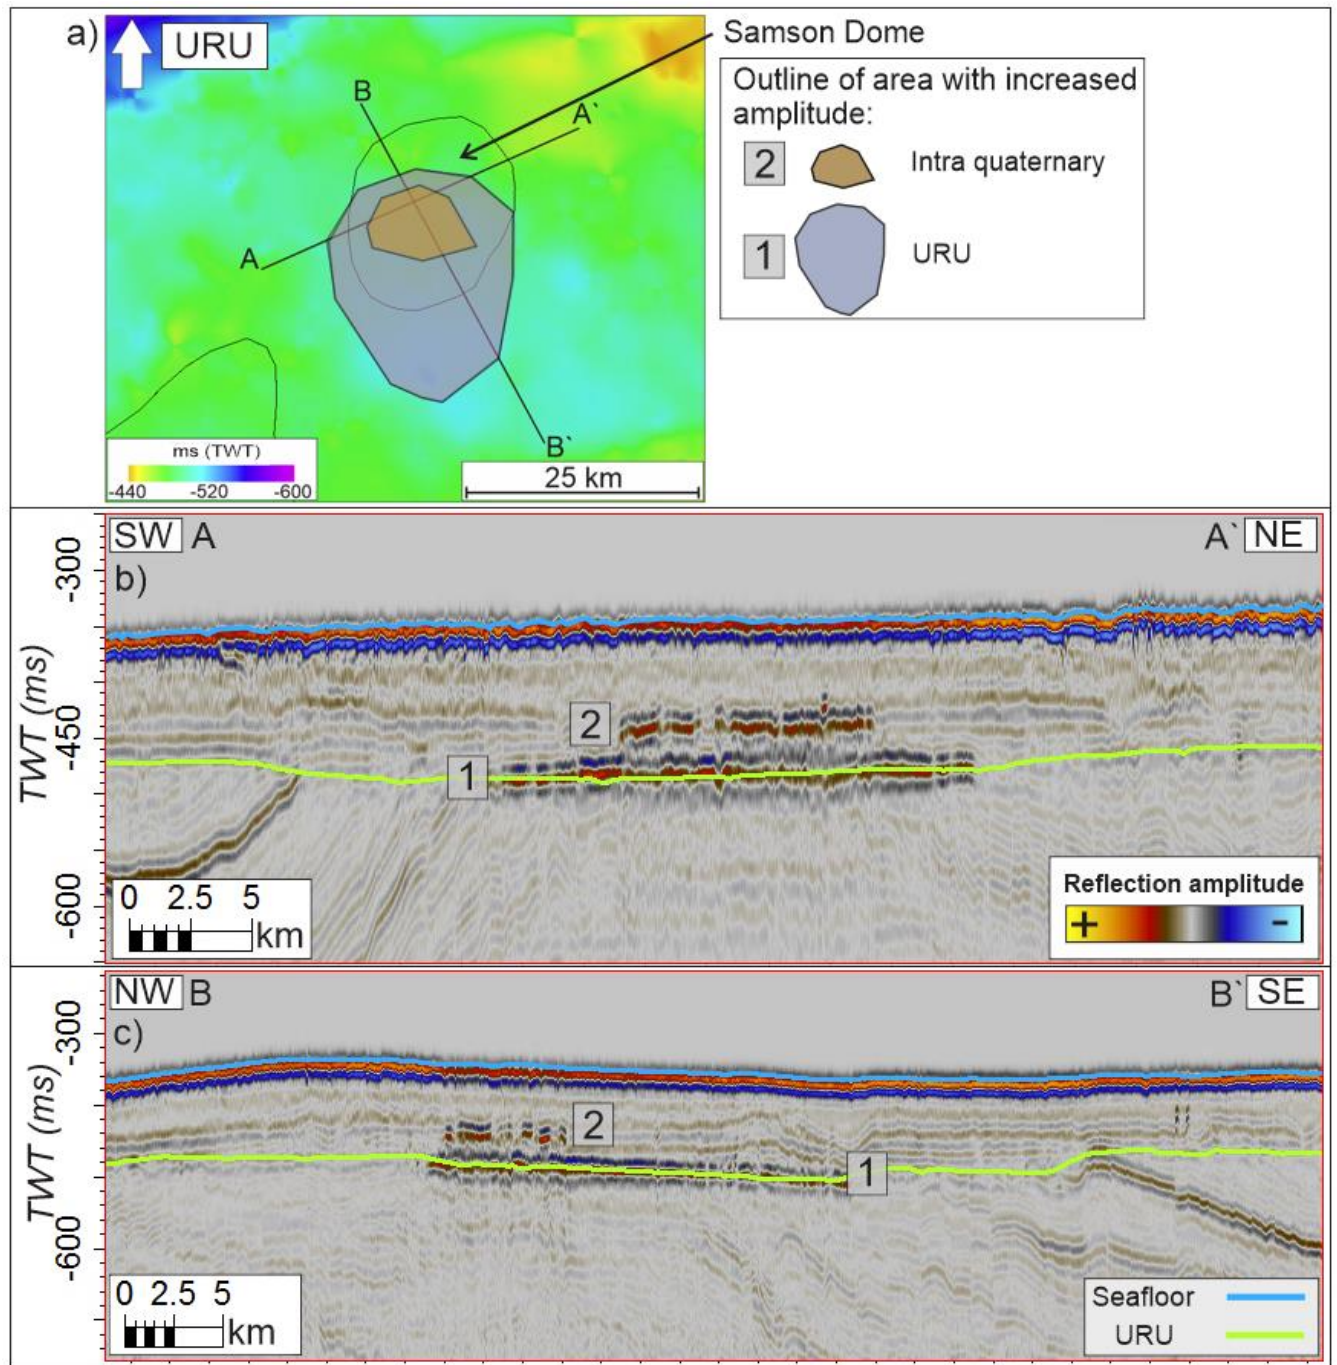 a)
URU
Samson Dome
B
A`
A
B`
ms (TWT)
-440 -520 -600
25 km
Outline of area with increased
amplitude:
2 Intra quaternary
1 URU
SW A
A` NE
b)
-300
-450
-600
TWT (ms)
2
1
0 2.5 5
km
Reflection amplitude
+ -
NW B
B` SE
c)
-300
-600
TWT (ms)
2
1
0 2.5 5
km
Seafloor
URU